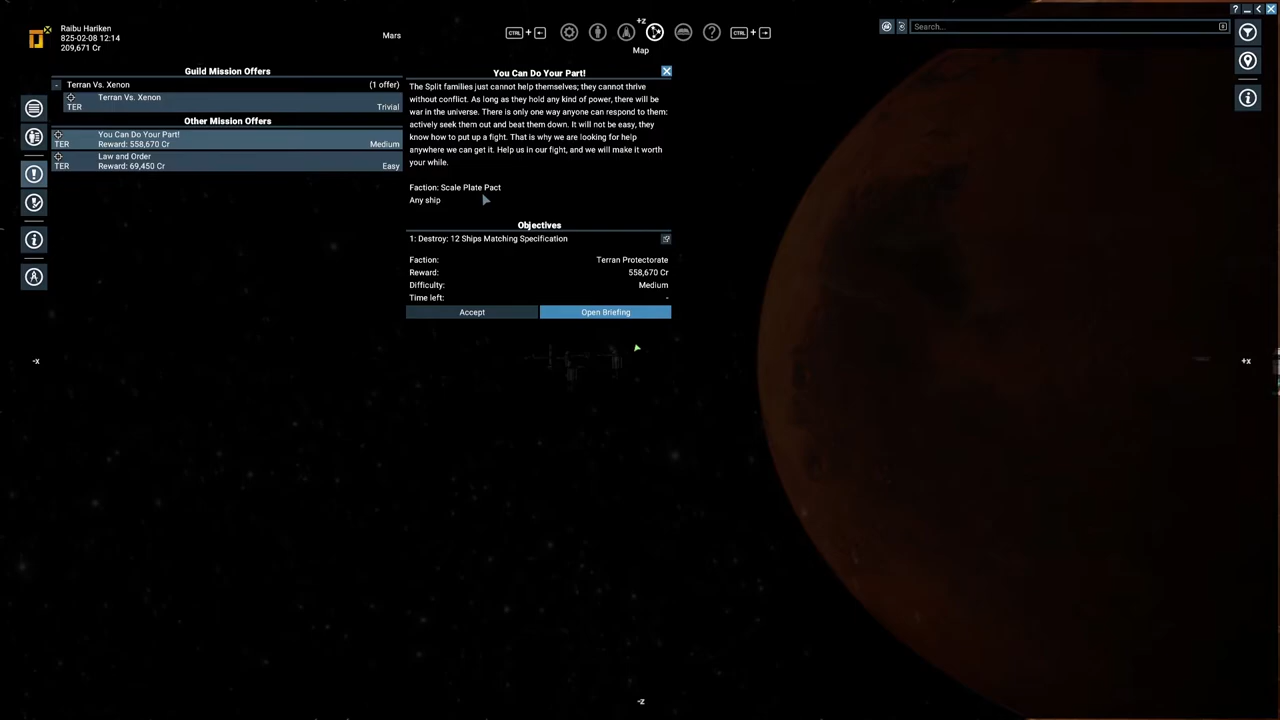 Raibu Hariken
825-02-08 12:14
209,671 Cr
Mars
CTRL + ←
+z
CTRL + →
Map
Search...
Guild Mission Offers
Terran Vs. Xenon (1 offer)
Terran Vs. Xenon
TER Trivial
Other Mission Offers
You Can Do Your Part!
TER Reward: 558,670 Cr Medium
Law and Order
TER Reward: 69,450 Cr Easy
You Can Do Your Part!
The Split families just cannot help themselves; they cannot thrive
without conflict. As long as they hold any kind of power, there will be
war in the universe. There is only one way anyone can respond to them:
actively seek them out and beat them down. It will not be easy, they
know how to put up a fight. That is why we are looking for help
anywhere we can get it. Help us in our fight, and we will make it worth
your while.
Faction: Scale Plate Pact
Any ship
Objectives
1: Destroy: 12 Ships Matching Specification
Faction: Terran Protectorate
Reward: 558,670 Cr
Difficulty: Medium
Time left: -
Accept Open Briefing
-x
+x
-z